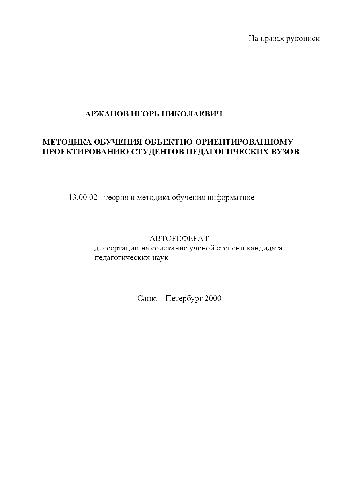 На правах рукописи
АРЖАНОВ ИГОРЬ НИКОЛАЕВИЧ
МЕТОДИКА ОБУЧЕНИЯ ОБЪЕКТНО-ОРИЕНТИРОВАННОМУ
ПРОЕКТИРОВАНИЮ СТУДЕНТОВ ПЕДАГОГИЧЕСКИХ ВУЗОВ
13.00.02 - теория и методика обучения информатике
АВТОРЕФЕРАТ
диссертации на соискание ученой степени кандидата
педагогических наук
Санкт - Петербург 2000